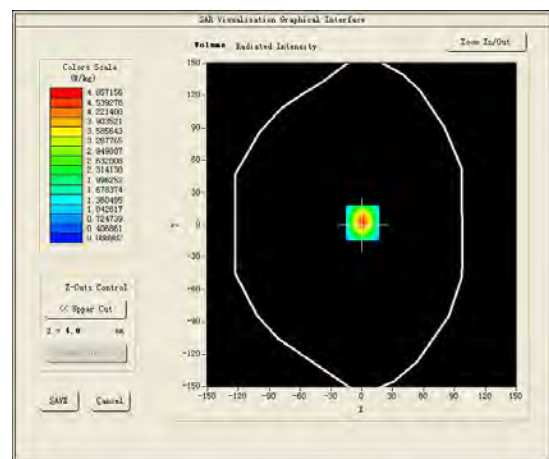 SAR Visualisation Graphical Interface
Volume Radiated Intensity
Zoom In/Out
Colors Scale
(W/kg)
4.857156
4.539278
4.221400
3.903521
3.585643
3.267765
2.949887
2.632008
2.314130
1.996252
1.678374
1.360495
1.042617
0.724739
0.406861
Z-Cuts Control
<< Upper Cut
Z = 4.0 mm
SAVE
Cancel
150
120
90
60
30
0
-30
-60
-90
-120
-150
-150 -120 -90 -60 -30 0 30 60 90 120 150
X